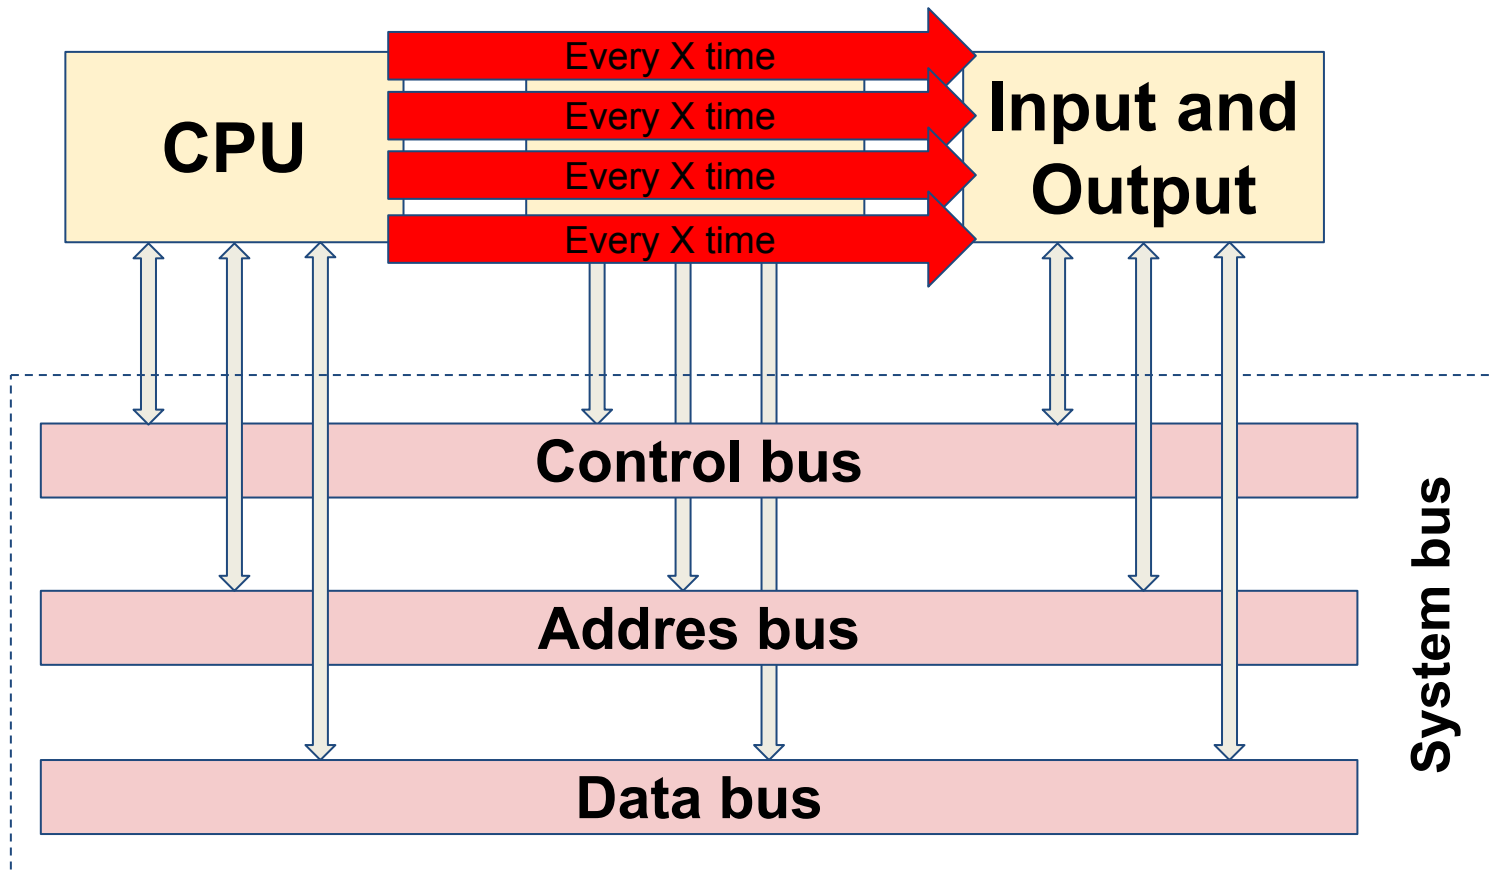 CPU
Every X time
Every X time
Every X time
Every X time
Input and
Output
Control bus
Addres bus
Data bus
System bus